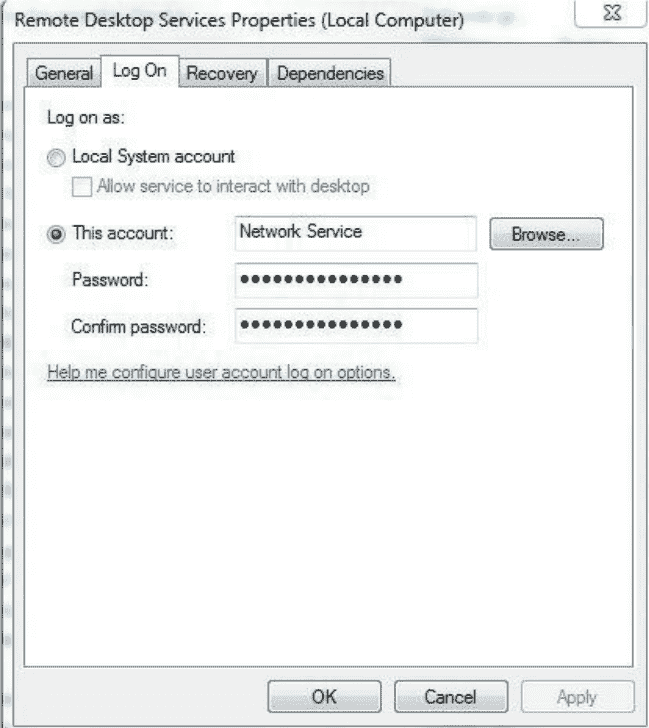 Remote Desktop Services Properties (Local Computer)
General Log On Recovery Dependencies
Log on as:
Local System account
Allow service to interact with desktop
This account: Network Service Browse...
Password: ●●●●●●●●●●●●●●●
Confirm password: ●●●●●●●●●●●●●●●
Help me configure user account log on options.
OK Cancel Apply